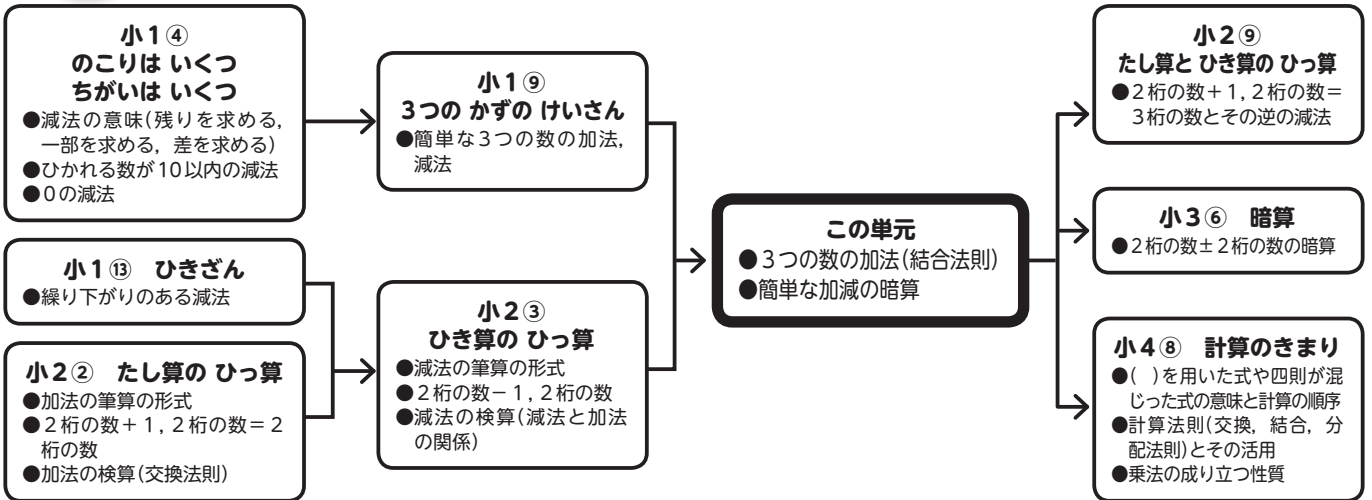 小1④
のこりは いくつ
ちがいは いくつ
●減法の意味(残りを求める,
一部を求める,差を求める)
●ひかれる数が10以内の減法
●0の減法
小1⑬ ひきざん
●繰り下がりのある減法
小2② たし算の ひっ算
●加法の筆算の形式
●2桁の数+1,2桁の数=2
桁の数
●加法の検算(交換法則)
小1⑨
3つの かずの けいさん
●簡単な3つの数の加法,
減法
小2③
ひき算の ひっ算
●減法の筆算の形式
●2桁の数-1,2桁の数
●減法の検算(減法と加法
の関係)
この単元
●3つの数の加法(結合法則)
●簡単な加減の暗算
小2⑨
たし算と ひき算の ひっ算
●2桁の数+1,2桁の数=
3桁の数とその逆の減法
小3⑥ 暗算
●2桁の数±2桁の数の暗算
小4⑧ 計算のきまり
●( )を用いた式や四則が混
じった式の意味と計算の順序
●計算法則(交換,結合,分
配法則)とその活用
●乗法の成り立つ性質